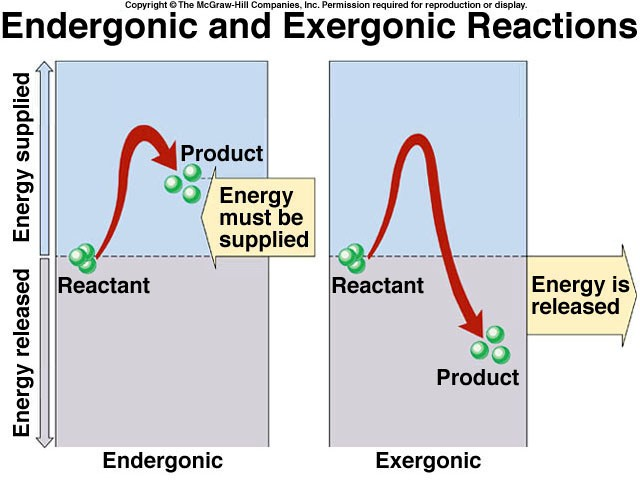 Copyright © The McGraw-Hill Companies, Inc. Permission required for reproduction or display.
Endergonic and Exergonic Reactions
Energy supplied
Energy released
Product
Energy
must be
supplied
Reactant
Endergonic
Reactant
Energy is
released
Product
Exergonic